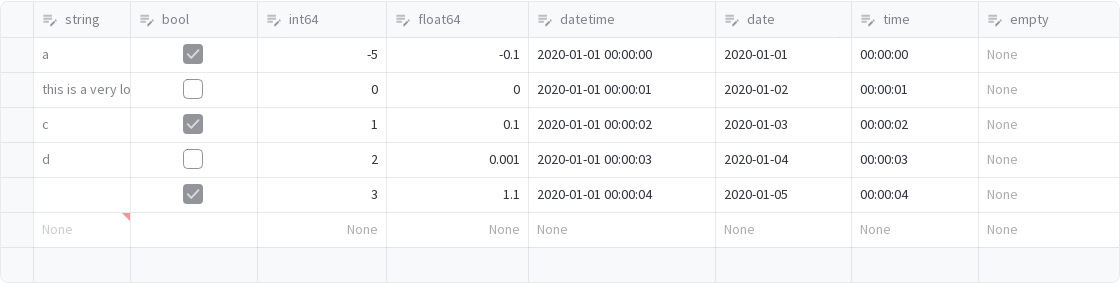 string bool int64 float64 datetime date time empty
a -5 -0.1 2020-01-01 00:00:00 2020-01-01 00:00:00 None
this is a very lo 0 0 2020-01-01 00:00:01 2020-01-02 00:00:01 None
c 1 0.1 2020-01-01 00:00:02 2020-01-03 00:00:02 None
d 2 0.001 2020-01-01 00:00:03 2020-01-04 00:00:03 None
3 1.1 2020-01-01 00:00:04 2020-01-05 00:00:04 None
None None None None None None None